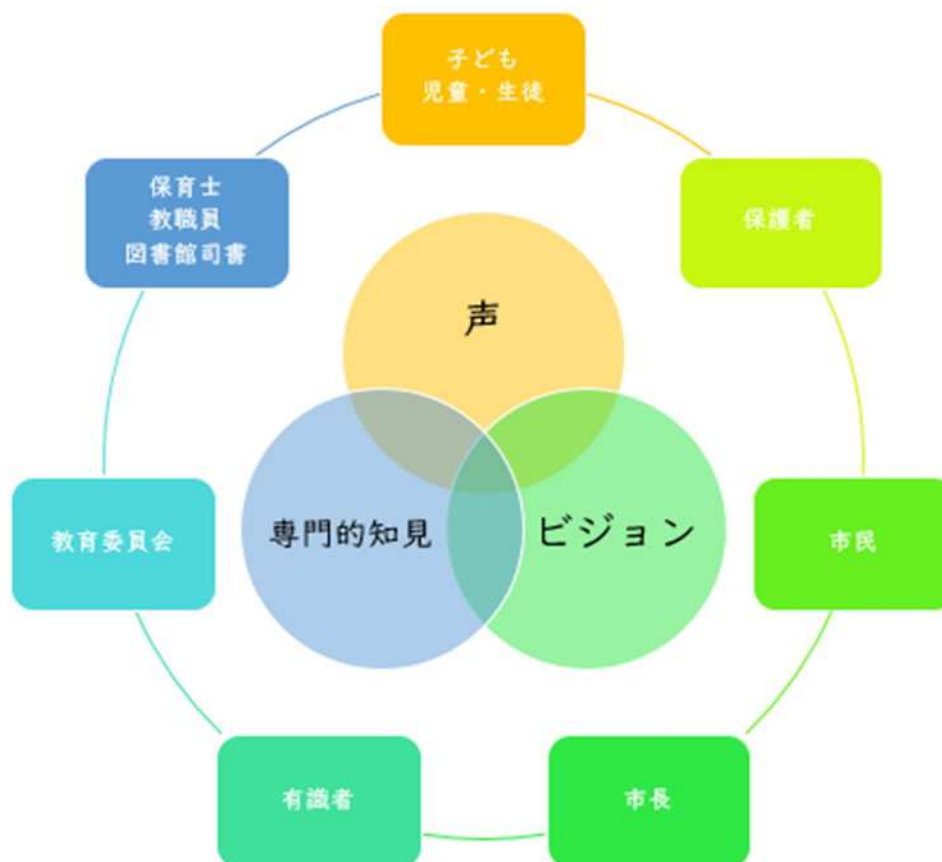 子ども
児童・生徒
保育士
教職員
図書館司書
保護者
声
専門的知見
ビジョン
教育委員会
市民
有識者
市長